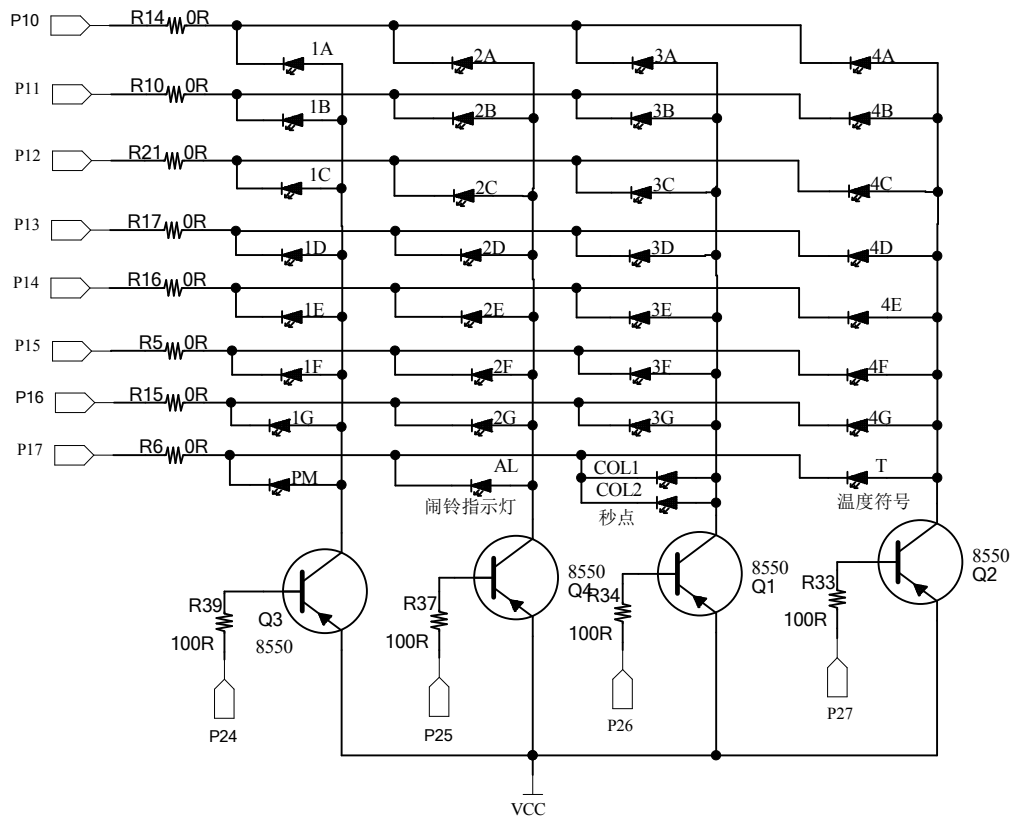 P10 R14 0R
1A 2A 3A 4A
P11 R10 0R
1B 2B 3B 4B
P12 R21 0R
1C 2C 3C 4C
P13 R17 0R
1D 2D 3D 4D
P14 R16 0R
1E 2E 3E 4E
P15 R5 0R
1F 2F 3F 4F
P16 R15 0R
1G 2G 3G 4G
P17 R6 0R
PM AL COL1 T
COL2
闹铃指示灯 秒点 温度符号
R39 100R Q3 8550 P24
R37 100R 8550 Q4 P25
R34 100R 8550 Q1 P26
R33 100R 8550 Q2 P27
VCC